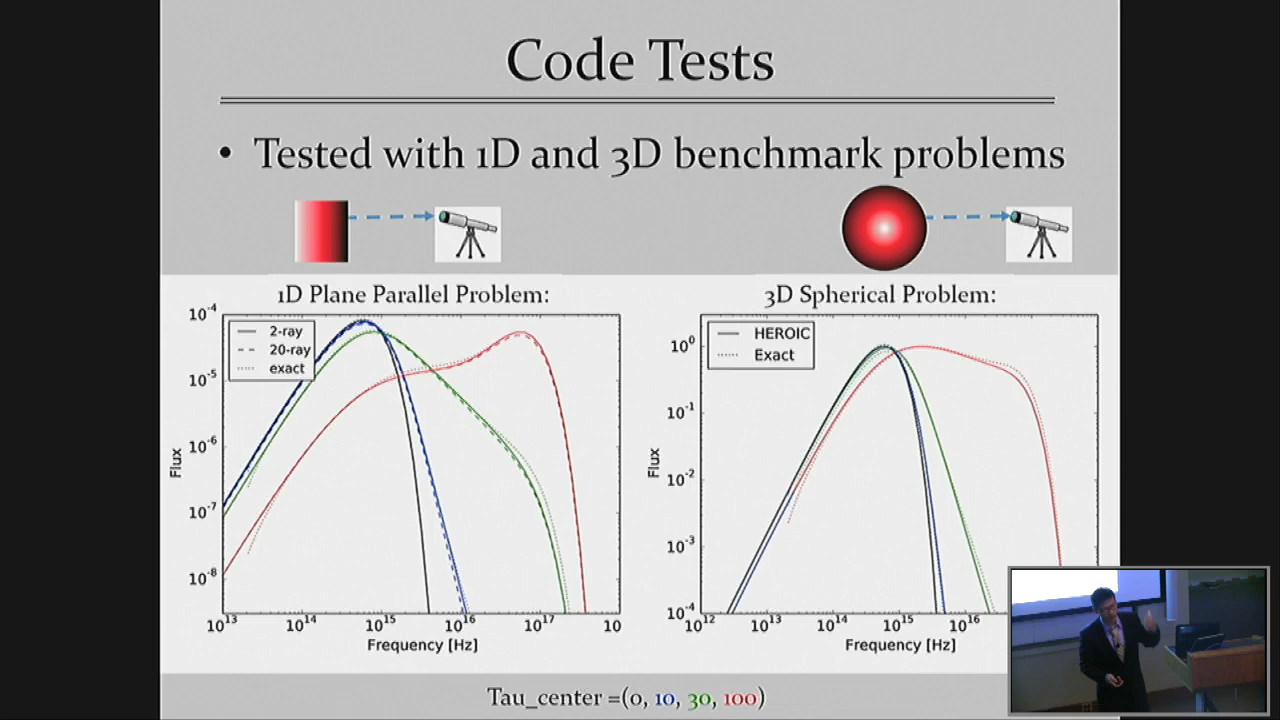 Code Tests
• Tested with 1D and 3D benchmark problems
1D Plane Parallel Problem:
3D Spherical Problem:
2-ray
20-ray
exact
10^-4
10^-5
10^-6
10^-7
10^-8
Flux
10^13 10^14 10^15 10^16 10^17 10
Frequency [Hz]
HEROIC
Exact
10^0
10^-1
10^-2
10^-3
10^-4
Flux
10^12 10^13 10^14 10^15 10^16
Frequency [Hz]
Tau_center =(0, 10, 30, 100)